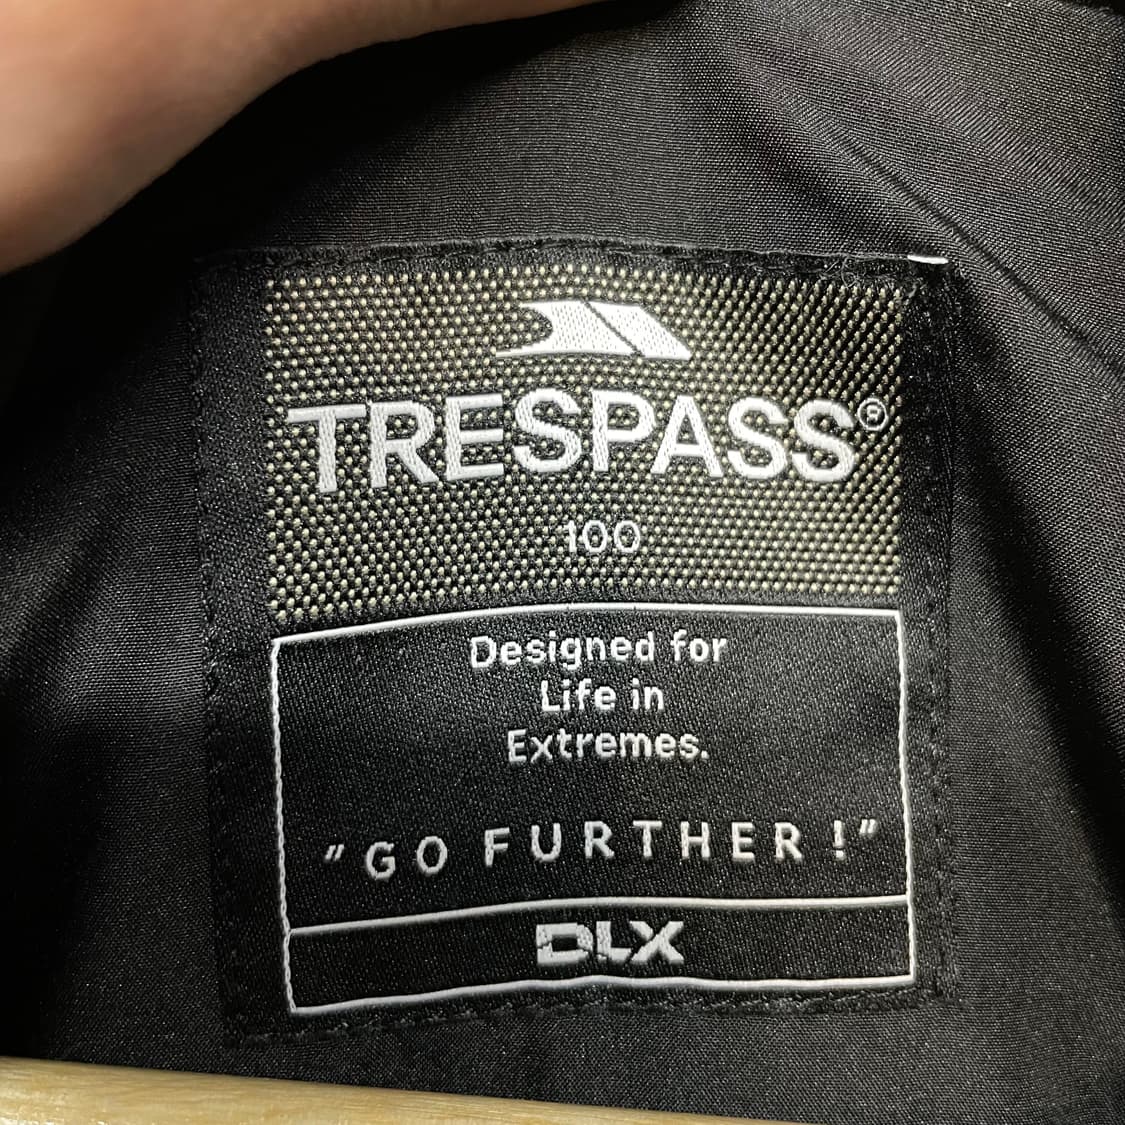 TRESPASS®
100
Designed for
Life in
Extremes.
"GO FURTHER!"
DLX